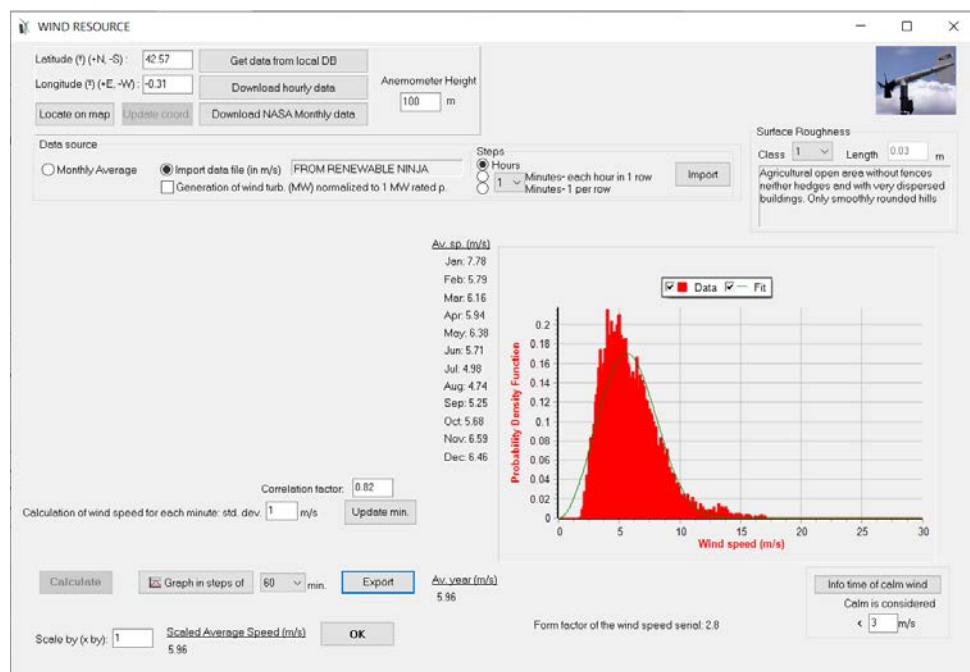 WIND RESOURCE
Latitude (º) (+N, -S) : 42.57 Get data from local DB
Longitude (º) (+E, -W) : -0.31 Download hourly data Anemometer Height
100 m
Locate on map Update coord. Download NASA Monthly data
Surface Roughness
Class 1 Length 0.03 m
Agricultural open area without fences
neither hedges and with very dispersed
buildings. Only smoothly rounded hills
Data source
Monthly Average Import data file (in m/s) FROM RENEWABLE NINJA
Generation of wind turb. (MW) normalized to 1 MW rated p.
Steps
Hours
1 Minutes- each hour in 1 row
Minutes- 1 per row
Import
Av. sp. (m/s)
Jan: 7.78
Feb: 5.79
Mar: 6.16
Apr: 5.94
May: 6.38
Jun: 5.71
Jul: 4.98
Aug: 4.74
Sep: 5.25
Oct: 5.68
Nov: 6.59
Dec: 6.46
Data Fit
Probability Density Function
0.2
0.18
0.16
0.14
0.12
0.1
0.08
0.06
0.04
0.02
0
0 5 10 15 20 25 30
Wind speed (m/s)
Correlation factor: 0.82
Calculation of wind speed for each minute: std. dev. 1 m/s Update min.
Calculate Graph in steps of 60 min. Export
Av. year (m/s)
5.96
Info time of calm wind
Calm is considered
< 3 m/s
Scale by (x by): 1 Scaled Average Speed (m/s) OK
5.96
Form factor of the wind speed serial: 2.8